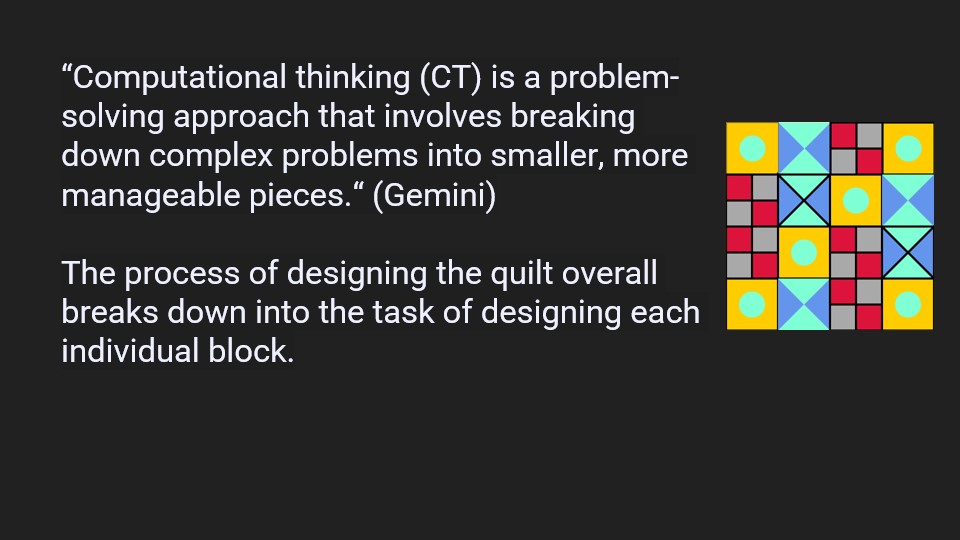 “Computational thinking (CT) is a problem-
solving approach that involves breaking
down complex problems into smaller, more
manageable pieces.“ (Gemini)
The process of designing the quilt overall
breaks down into the task of designing each
individual block.